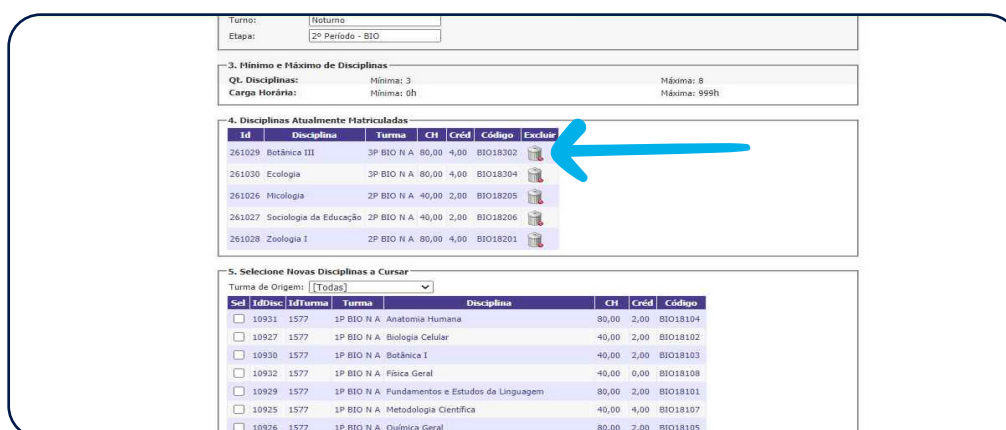 Turno: Noturno
Etapa: 2º Período - BIO
3. Mínimo e Máximo de Disciplinas
Qt. Disciplinas: Mínima: 3 Máxima: 8
Carga Horária: Mínima: 0h Máxima: 999h
4. Disciplinas Atualmente Matriculadas
Id Disciplina Turma CH Créd Código Excluir
261029 Botânica III 3P BIO N A 80,00 4,00 BIO18302
261030 Ecologia 3P BIO N A 80,00 4,00 BIO18304
261026 Micologia 2P BIO N A 40,00 2,00 BIO18205
261027 Sociologia da Educação 2P BIO N A 40,00 2,00 BIO18206
261028 Zoologia I 2P BIO N A 80,00 4,00 BIO18201
5. Selecione Novas Disciplinas a Cursar
Turma de Origem: [Todas]
Sel IdDisc IdTurma Turma Disciplina CH Créd Código
10931 1577 1P BIO N A Anatomia Humana 80,00 2,00 BIO18104
10927 1577 1P BIO N A Biologia Celular 40,00 2,00 BIO18102
10930 1577 1P BIO N A Botânica I 40,00 2,00 BIO18103
10932 1577 1P BIO N A Física Geral 40,00 0,00 BIO18108
10929 1577 1P BIO N A Fundamentos e Estudos da Linguagem 80,00 2,00 BIO18101
10925 1577 1P BIO N A Metodologia Científica 40,00 4,00 BIO18107
10926 1577 1P BIO N A Química Geral 80,00 2,00 BIO18105